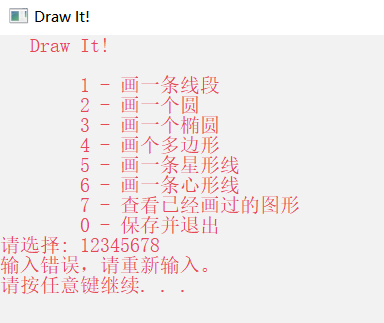 Draw It!
Draw It!
1 - 画一条线段
2 - 画一个圆
3 - 画一个椭圆
4 - 画个多边形
5 - 画一条星形线
6 - 画一条心形线
7 - 查看已经画过的图形
0 - 保存并退出
请选择: 12345678
输入错误，请重新输入。
请按任意键继续. . .